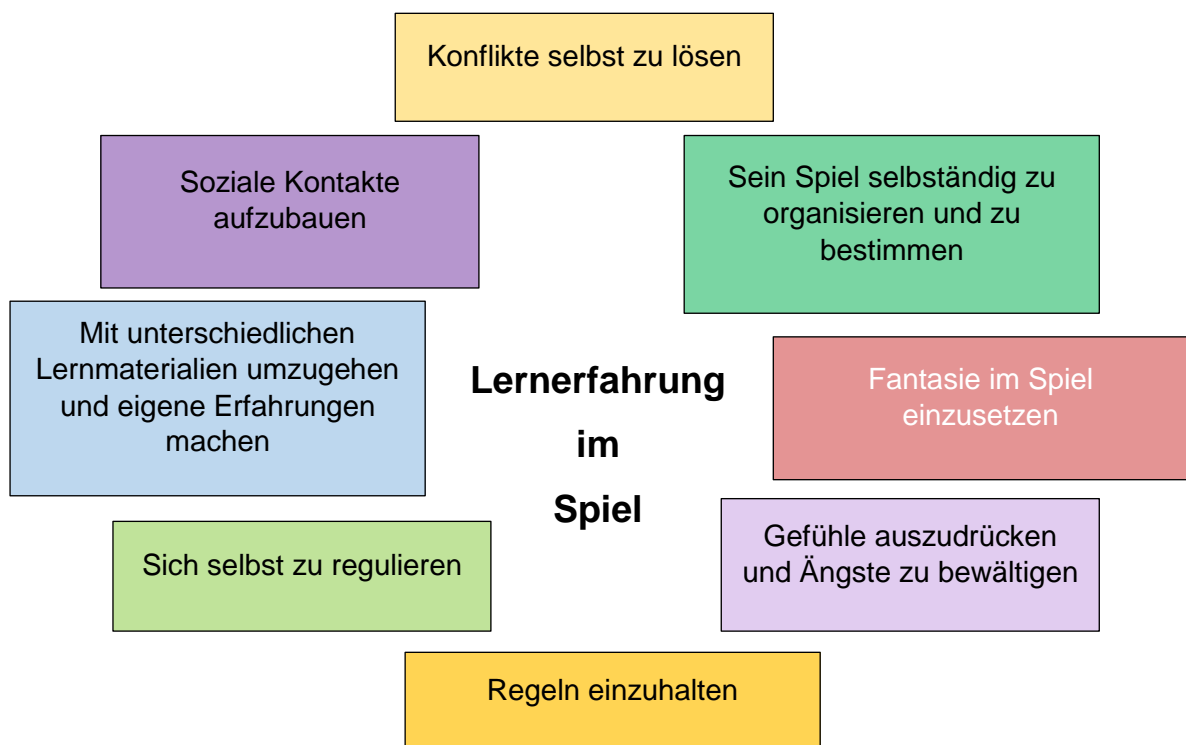 Konflikte selbst zu lösen
Soziale Kontakte
aufzubauen
Sein Spiel selbständig zu
organisieren und zu
bestimmen
Mit unterschiedlichen
Lernmaterialien umzugehen
und eigene Erfahrungen
machen
Lernerfahrung
im
Spiel
Fantasie im Spiel
einzusetzen
Sich selbst zu regulieren
Gefühle auszudrücken
und Ängste zu bewältigen
Regeln einzuhalten